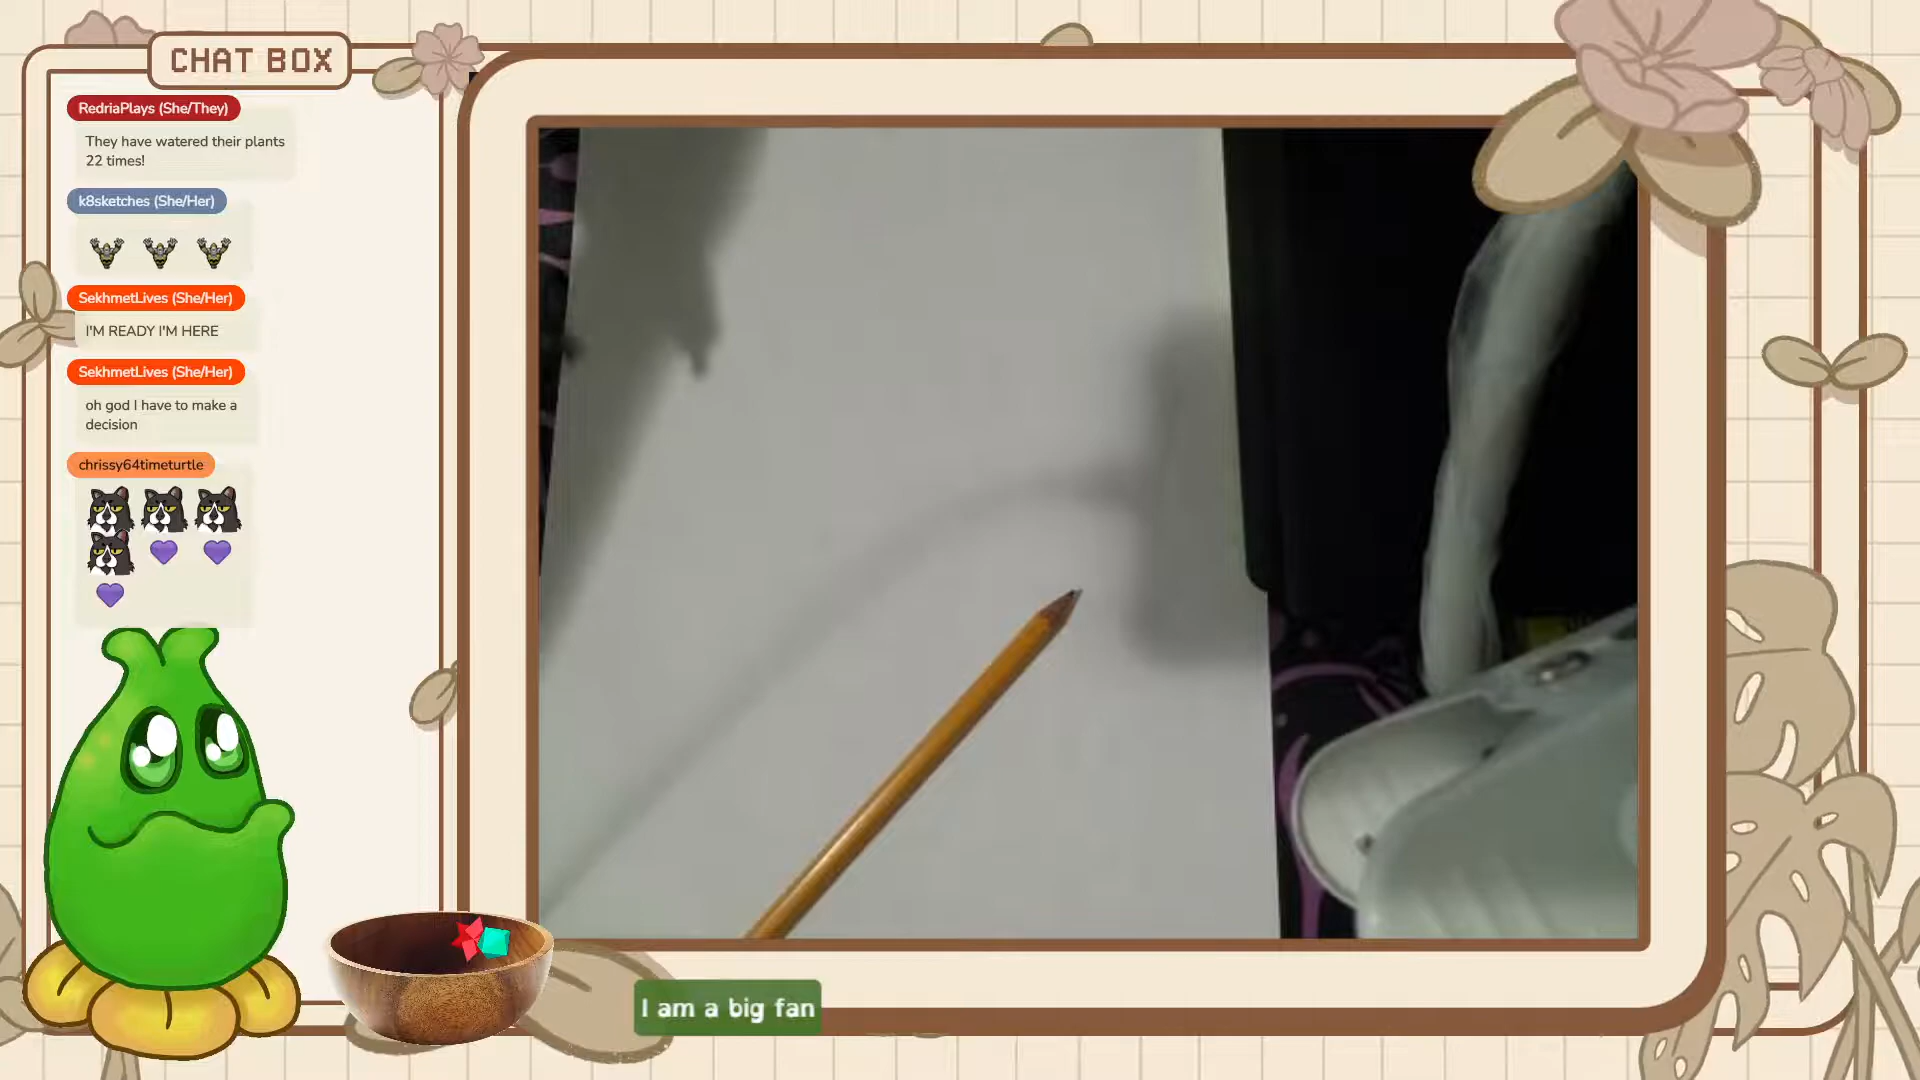 CHAT BOX
RedriaPlays (She/They)
They have watered their plants
22 times!
k8sketches (She/Her)
SekhmetLives (She/Her)
I'M READY I'M HERE
SekhmetLives (She/Her)
oh god I have to make a
decision
chrissy64timeturtle
I am a big fan